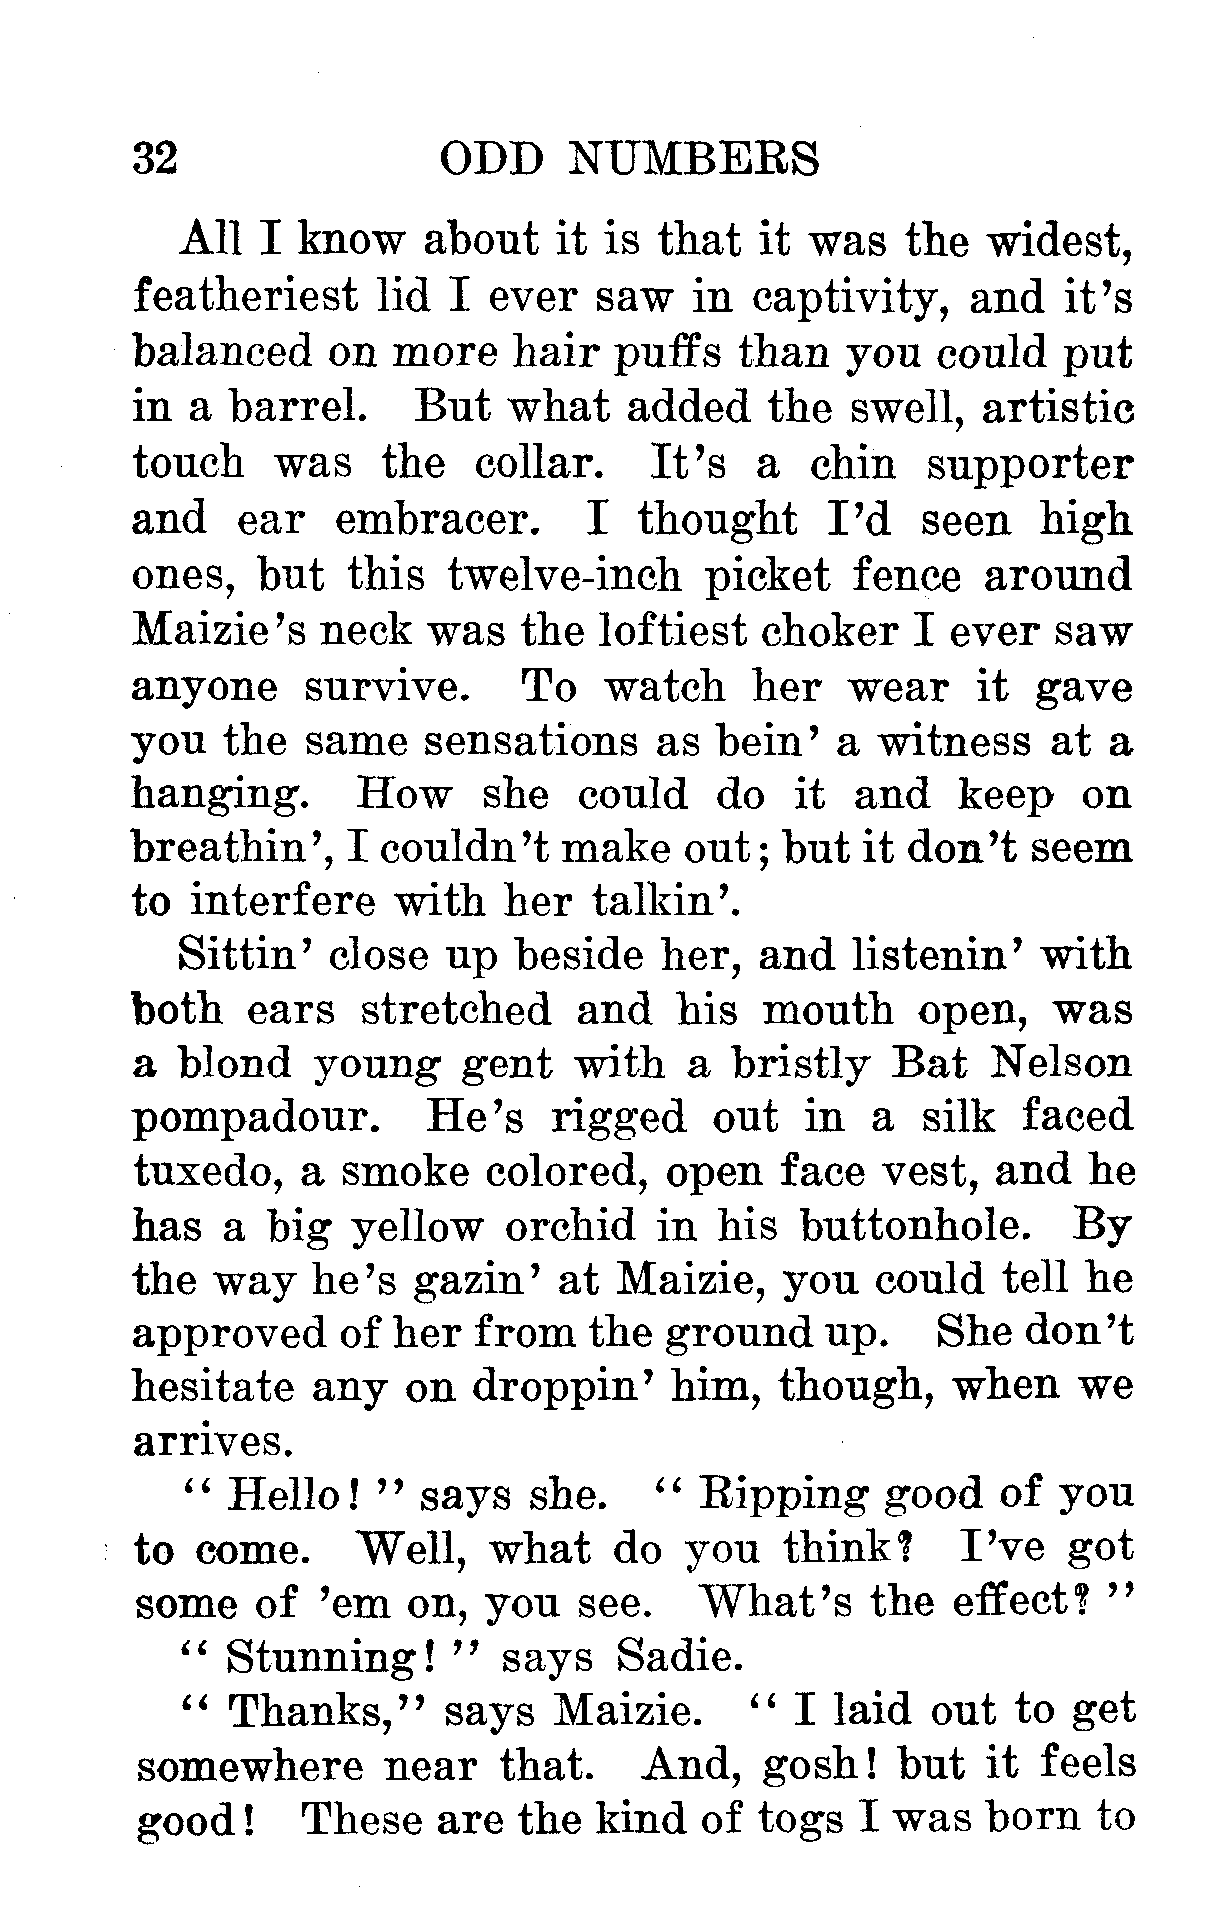 32 ODD NUMBERS
All I know about it is that it was the widest,
featheriest lid I ever saw in captivity, and it's
balanced on more hair puffs than you could put
in a barrel. But what added the swell, artistic
touch was the collar. It's a chin supporter
and ear embracer. I thought I'd seen high
ones, but this twelve-inch picket fence around
Maizie's neck was the loftiest choker I ever saw
anyone survive. To watch her wear it gave
you the same sensations as bein' a witness at a
hanging. How she could do it and keep on
breathin', I couldn't make out; but it don't seem
to interfere with her talkin'.
Sittin' close up beside her, and listenin' with
both ears stretched and his mouth open, was
a blond young gent with a bristly Bat Nelson
pompadour. He's rigged out in a silk faced
tuxedo, a smoke colored, open face vest, and he
has a big yellow orchid in his buttonhole. By
the way he's gazin' at Maizie, you could tell he
approved of her from the ground up. She don't
hesitate any on droppin' him, though, when we
arrives.
"Hello!" says she. "Ripping good of you
to come. Well, what do you think? I've got
some of 'em on, you see. What's the effect?"
"Stunning!" says Sadie.
"Thanks," says Maizie. "I laid out to get
somewhere near that. And, gosh! but it feels
good! These are the kind of togs I was born to